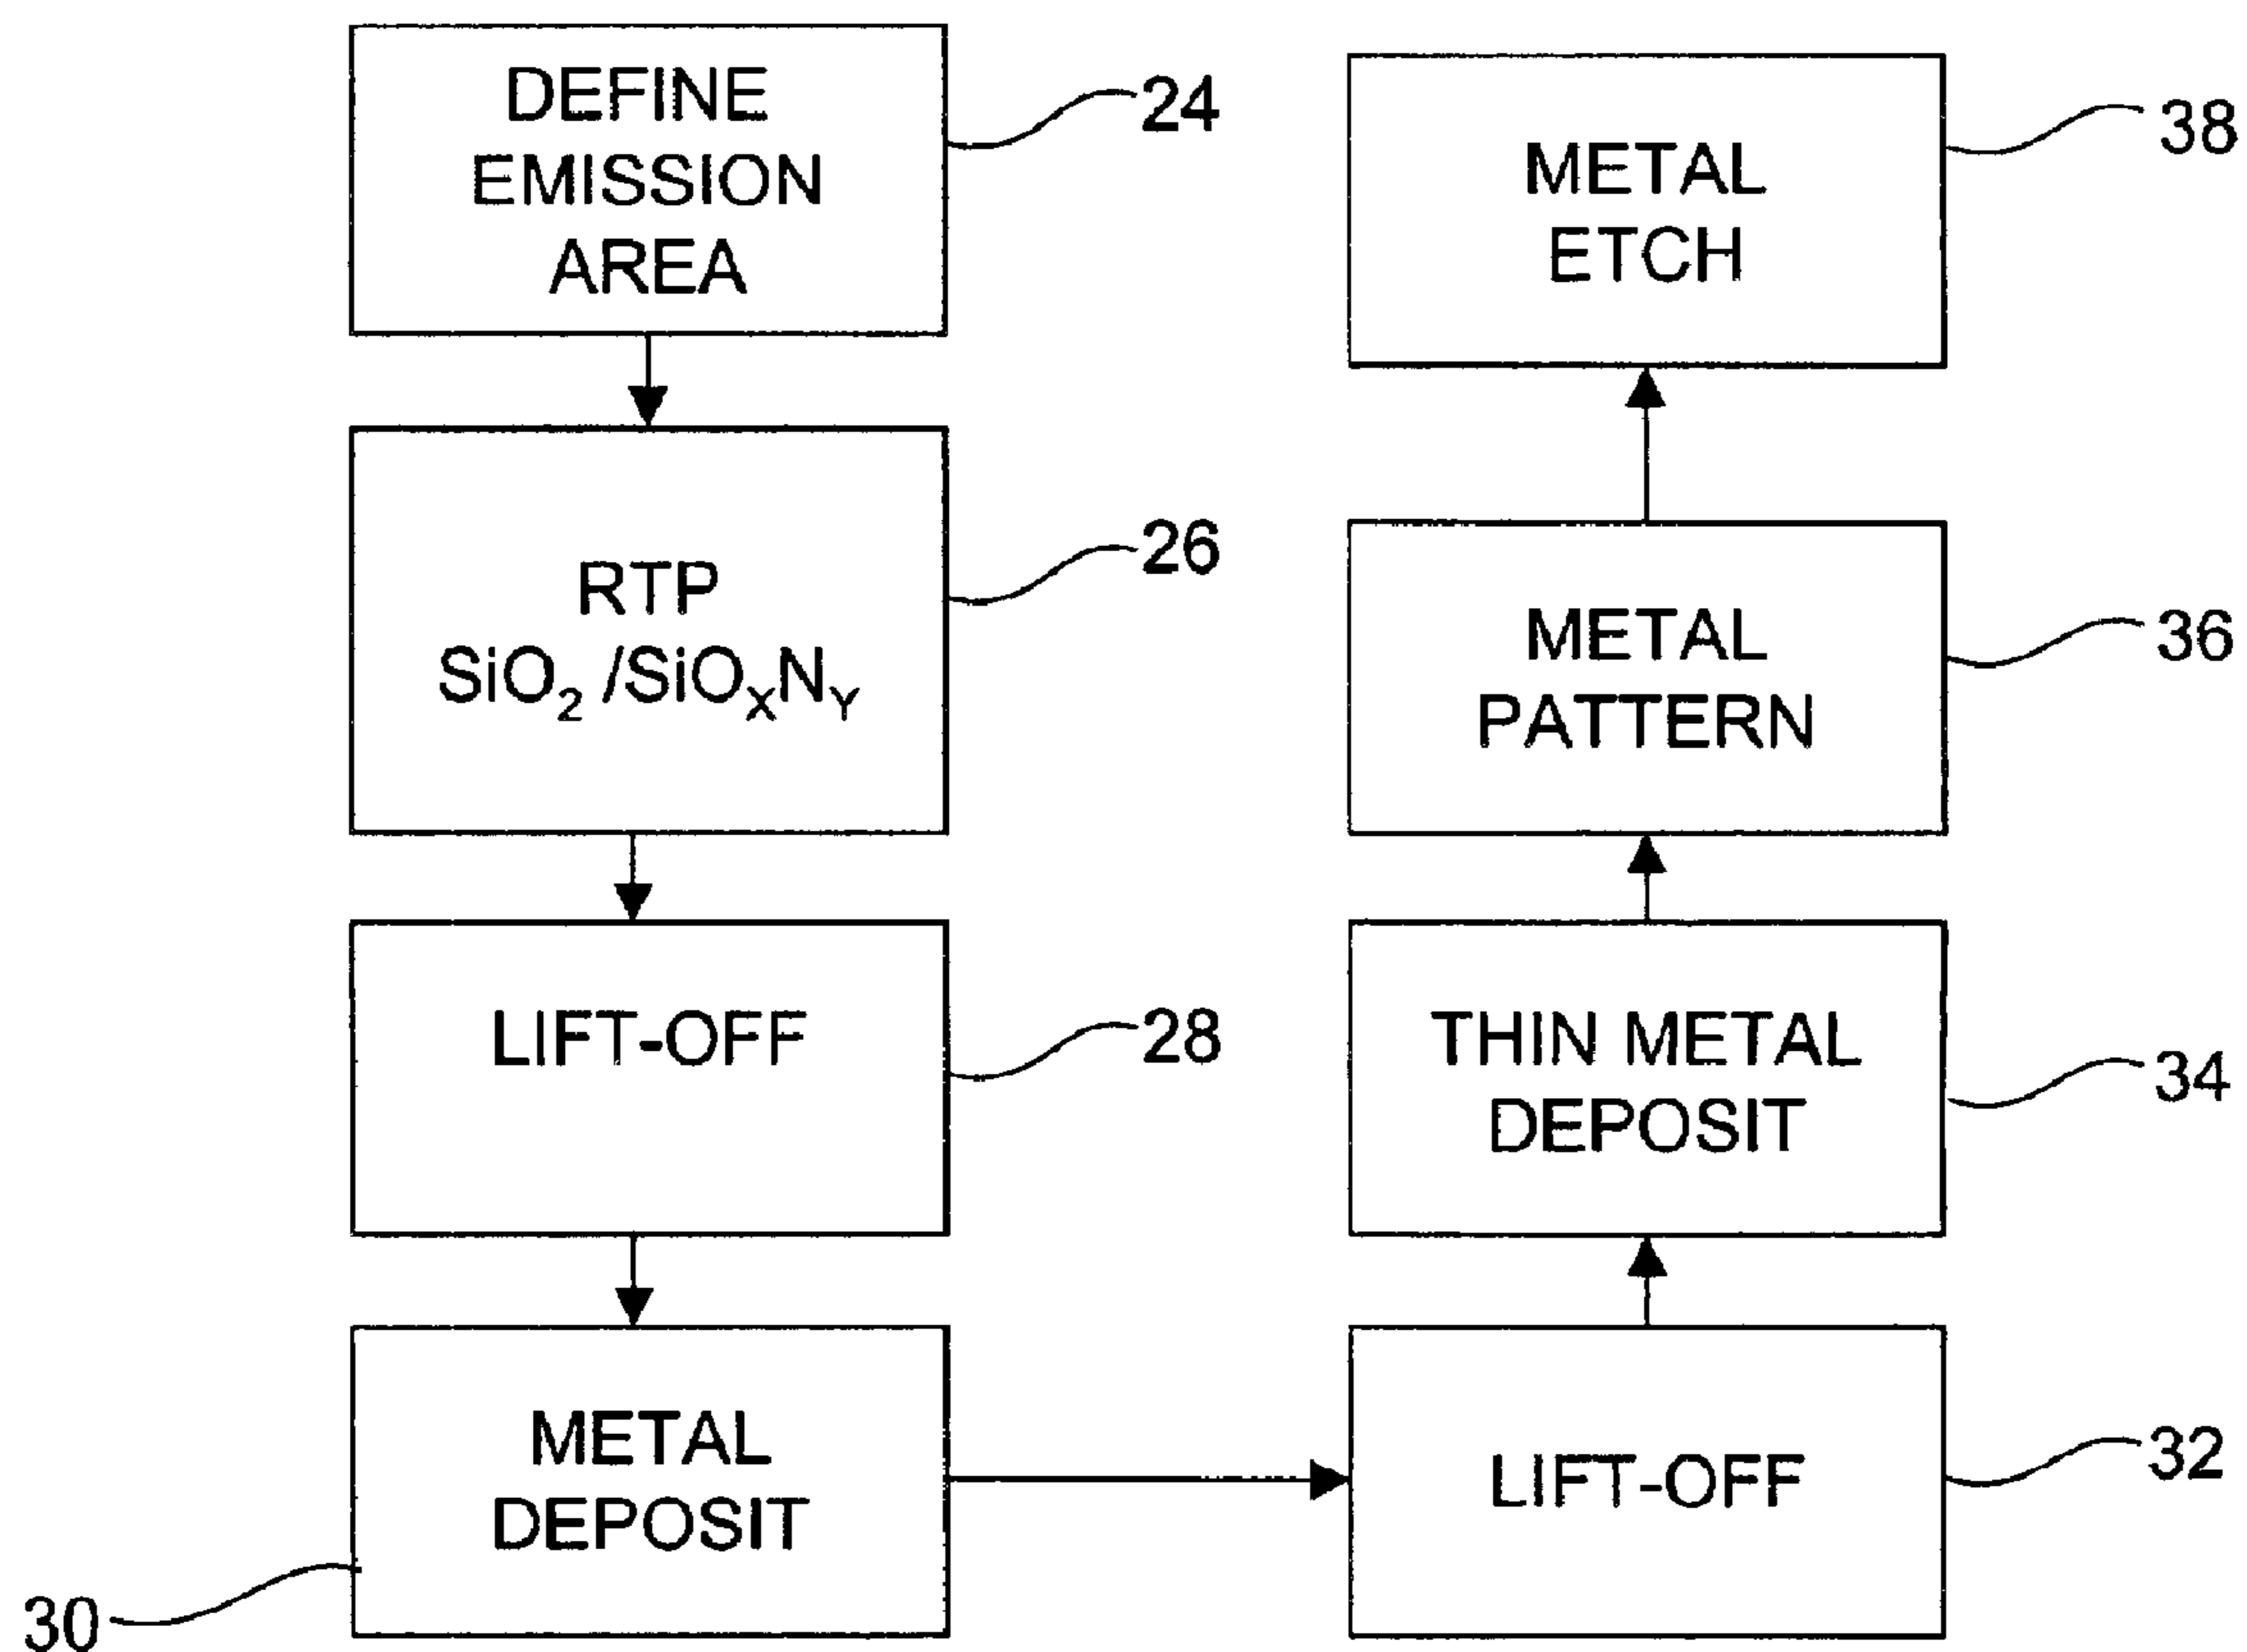 DEFINE
EMISSION
AREA
24
RTP
SiO₂ /SiOₓNᵧ
26
LIFT-OFF
28
METAL
DEPOSIT
30
LIFT-OFF
32
THIN METAL
DEPOSIT
34
METAL
PATTERN
36
METAL
ETCH
38